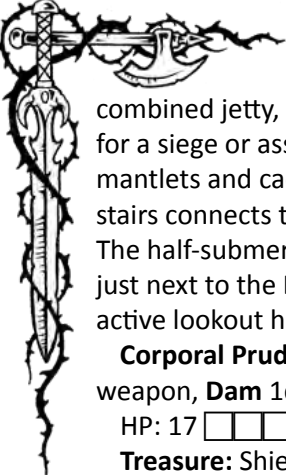 combined jetty,
for a siege or ass
mantlets and ca
stairs connects t
The half-submer
just next to the
active lookout h
Corporal Prud
weapon, Dam 1
HP: 17
Treasure: Shie